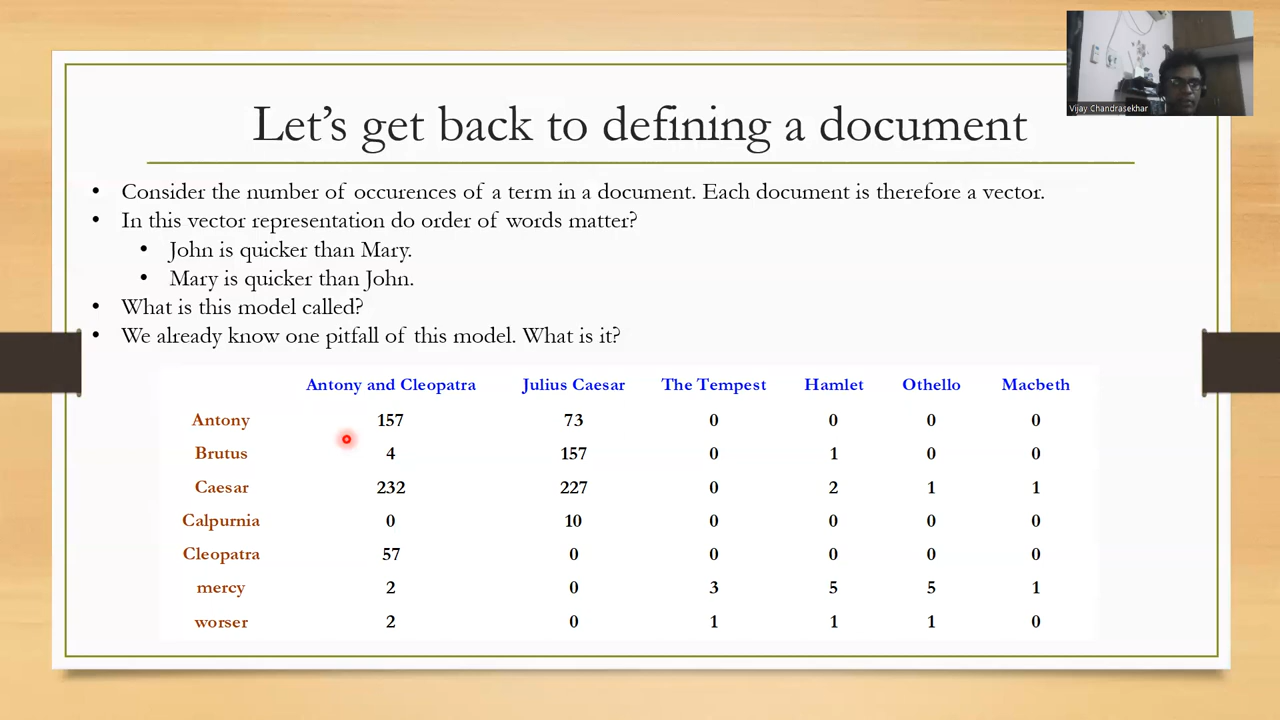 Vijay Chandrasekhar
Let's get back to defining a document
• Consider the number of occurences of a term in a document. Each document is therefore a vector.
• In this vector representation do order of words matter?
• John is quicker than Mary.
• Mary is quicker than John.
• What is this model called?
• We already know one pitfall of this model. What is it?
Antony and Cleopatra Julius Caesar The Tempest Hamlet Othello Macbeth
Antony 157 73 0 0 0 0
Brutus 4 157 0 1 0 0
Caesar 232 227 0 2 1 1
Calpurnia 0 10 0 0 0 0
Cleopatra 57 0 0 0 0 0
mercy 2 0 3 5 5 1
worser 2 0 1 1 1 0